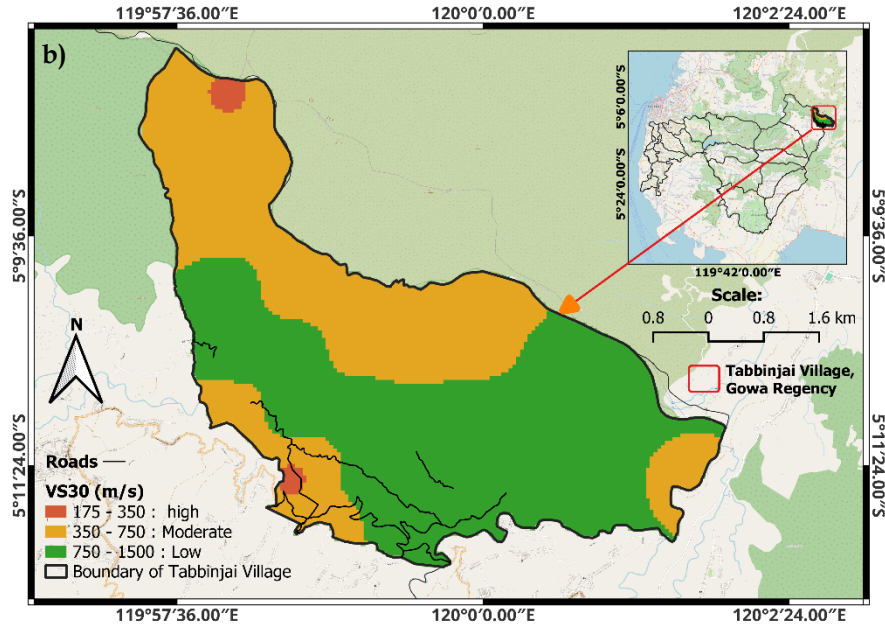 119°57′36.00″E 120°0′0.00″E 120°2′24.00″E
b)
5°6′0.00″S
5°24′0.00″S
119°42′0.00″E
5°9′36.00″S
5°9′36.00″S
Scale:
0.8 0 0.8 1.6 km
N
Tabbinjai Village,
Gowa Regency
5°11′24.00″S
5°11′24.00″S
Roads
VS30 (m/s)
175 - 350 : high
350 - 750 : Moderate
750 - 1500 : Low
Boundary of Tabbinjai Village
119°57′36.00″E 120°0′0.00″E 120°2′24.00″E